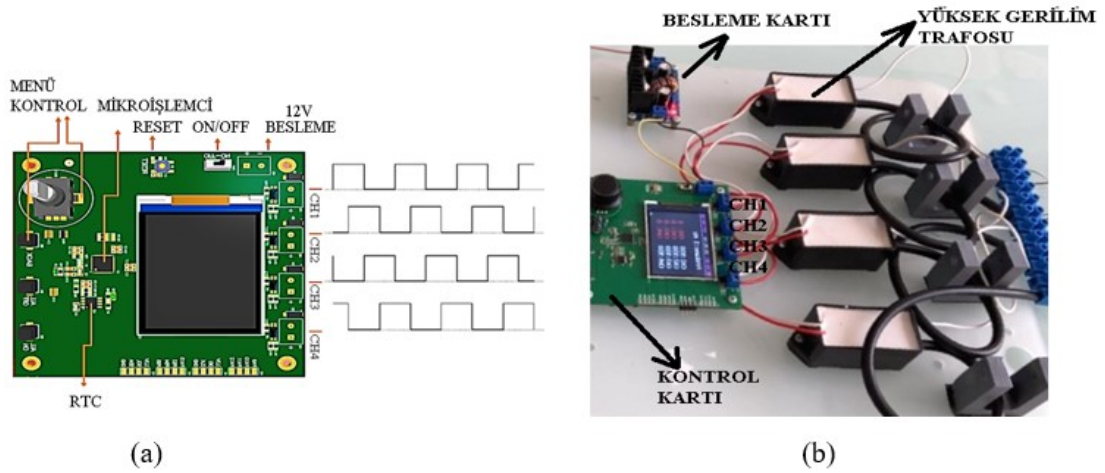 MENÜ
KONTROL
MİKROİŞLEMCİ
RESET
ON/OFF
12V
BESLEME
CH1
CH2
CH3
CH4
RTC
(a)
BESLEME KARTI
YÜKSEK GERİLİM
TRAFOSU
CH1
CH2
CH3
CH4
KONTROL
KARTI
(b)